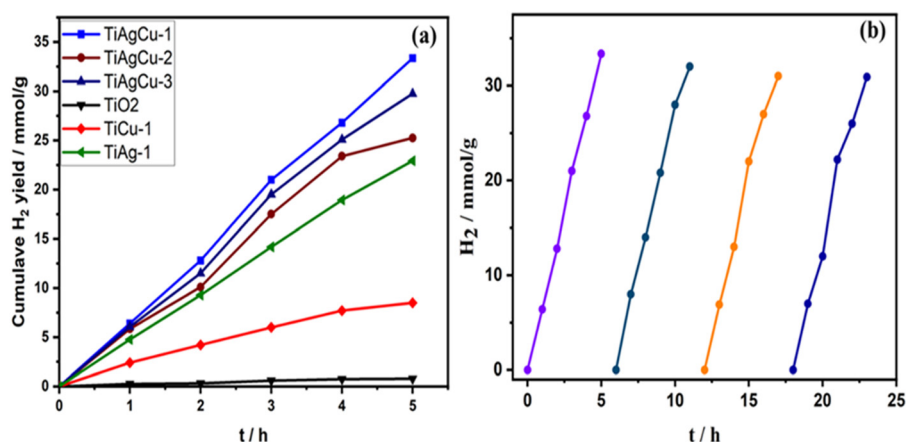 (a)
TiAgCu-1
TiAgCu-2
TiAgCu-3
TiO2
TiCu-1
TiAg-1
Cumulave H₂ yield / mmol/g
35
30
25
20
15
10
5
0
0 1 2 3 4 5
t / h
(b)
H₂ / mmol/g
30
20
10
0
0 5 10 15 20 25
t / h